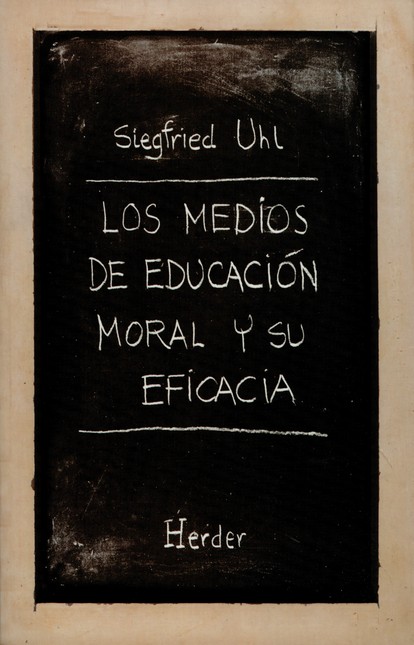 Siegfried Uhl
LOS MEDiOS
DE EDUCACiÓN
MORAL Y SU
EFiCACiA
Herder